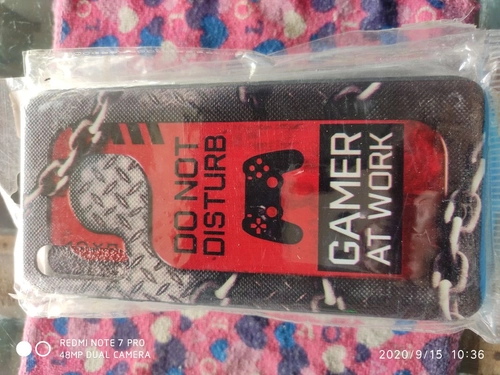 DO NOT
DISTURB
GAMER
AT WORK
REDMI NOTE 7 PRO
48MP DUAL CAMERA
2020/9/15 10:36